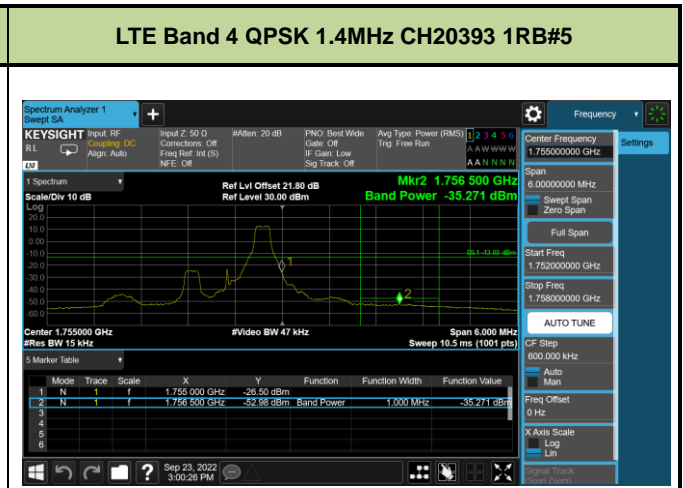 LTE Band 4 QPSK 1.4MHz CH20393 1RB#5
Spectrum Analyzer 1
Swept SA
+
Frequency
KEYSIGHT
RL
LXI
Input: RF
Coupling: DC
Align: Auto
Input Z: 50 Ω
Corrections: Off
Freq Ref: Int (S)
NFE: Off
#Atten: 20 dB
PNO: Best Wide
Gate: Off
IF Gain: Low
Sig Track: Off
Avg Type: Power (RMS)
Trig: Free Run
1 2 3 4 5 6
A A W W W W
A A N N N N
1 Spectrum
Scale/Div 10 dB
Ref Lvl Offset 21.80 dB
Ref Level 30.00 dBm
Mkr2 1.756 500 GHz
Band Power -35.271 dBm
Log
20.0
10.0
0.00
-10.0
-20.0
-30.0
-40.0
-50.0
-60.0
DL1 -13.00 dBm
1
2
Center 1.755000 GHz
#Res BW 15 kHz
#Video BW 47 kHz
Span 6.000 MHz
Sweep 10.5 ms (1001 pts)
5 Marker Table
Mode Trace Scale X Y Function Function Width Function Value
1 N 1 f 1.755 000 GHz -26.50 dBm
2 N 1 f 1.756 500 GHz -52.98 dBm Band Power 1.000 MHz -35.271 dBm
3
4
5
6
Center Frequency
1.755000000 GHz
Settings
Span
6.00000000 MHz
Swept Span
Zero Span
Full Span
Start Freq
1.752000000 GHz
Stop Freq
1.758000000 GHz
AUTO TUNE
CF Step
600.000 kHz
Auto
Man
Freq Offset
0 Hz
X Axis Scale
Log
Lin
Signal Track
(Span Zoom)
?
Sep 23, 2022
3:00:26 PM